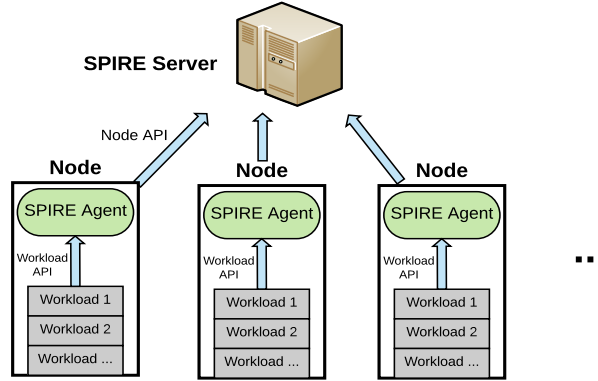 SPIRE Server
Node API
Node
SPIRE Agent
Workload
API
Workload 1
Workload 2
Workload ...
Node
SPIRE Agent
Workload
API
Workload 1
Workload 2
Workload ...
Node
SPIRE Agent
Workload
API
Workload 1
Workload 2
Workload ...
..